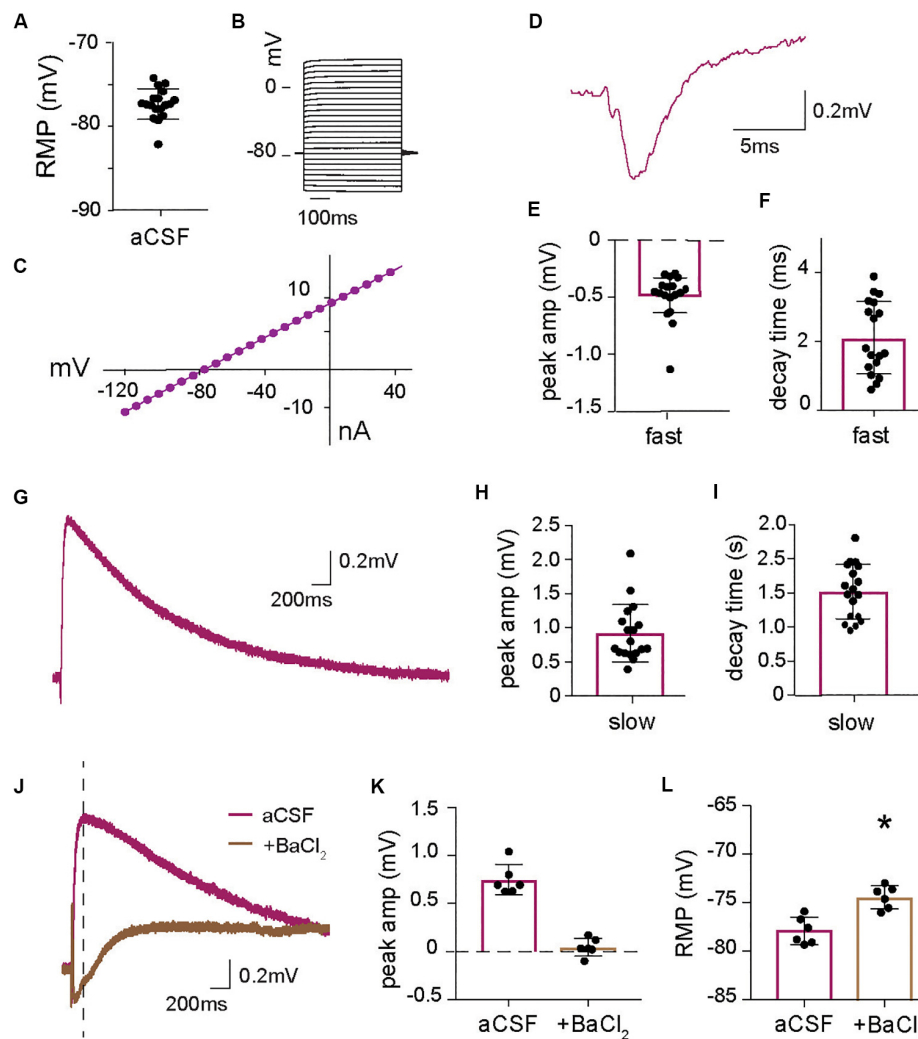 A
-70
-80
-90
RMP (mV)
aCSF
B
mV
0
-80
100ms
C
10
mV
-120
-80
-40
0
40
-10
nA
D
0.2mV
5ms
E
0
-0.5
-1.0
-1.5
peak amp (mV)
fast
F
4
2
0
decay time (ms)
fast
G
0.2mV
200ms
H
2.5
2.0
1.5
1.0
0.5
0
peak amp (mV)
slow
I
2.0
2.5
1.5
1.0
1.5
0
decay time (s)
slow
J
aCSF
+BaCl2
0.2mV
200ms
K
1.5
1.0
0.5
0
-0.5
peak amp (mV)
aCSF
+BaCl2
L
-65
-70
-75
-80
-85
RMP (mV)
*
aCSF
+BaCl